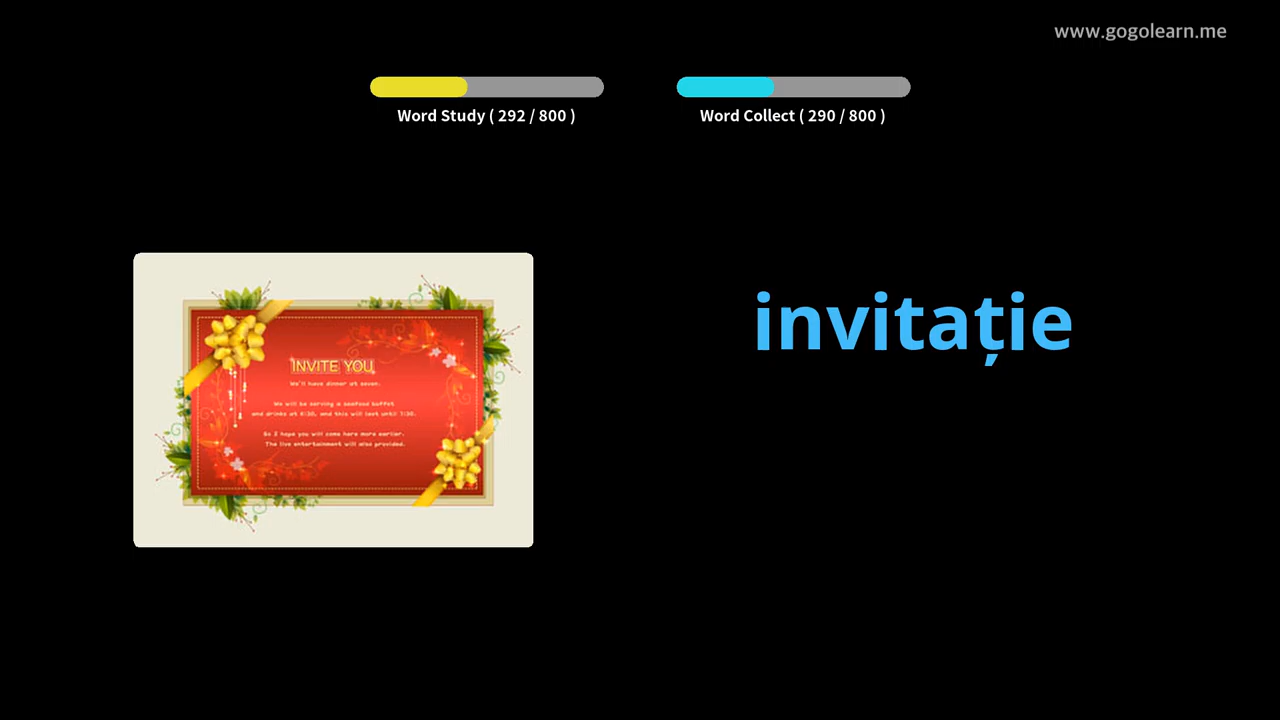 www.gogolearn.me
Word Study ( 292 / 800 )
Word Collect ( 290 / 800 )
invitație
INVITE YOU
We'll have dinner at seven.
We will be serving a seafood buffet
and drinks at 6:30, and this will last until 7:30.
So I hope you will come here more earlier.
The live entertainment will also provided.